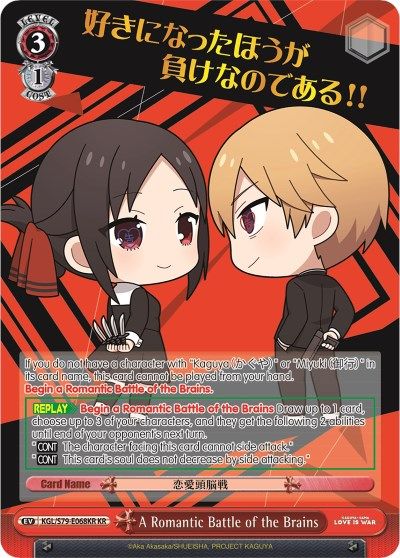 LEVEL
3
1
COST
好きになったほうが
負けなのである!!
If you do not have a character with "Kaguya (かぐや)" or "Miyuki (御行)" in
its card name, this card cannot be played from your hand.
Begin a Romantic Battle of the Brains.
REPLAY Begin a Romantic Battle of the Brains Draw up to 1 card,
choose up to 3 of your characters, and they get the following 2 abilities
until end of your opponent's next turn.
"CONT The character facing this card cannot side attack."
"CONT This card's soul does not decrease by side attacking."
Card Name 恋愛頭脳戦
EV KGL/S79-E068KR KR A Romantic Battle of the Brains
KAGUYA-SAMA
LOVE IS WAR
©Aka Akasaka/SHUEISHA, PROJECT KAGUYA